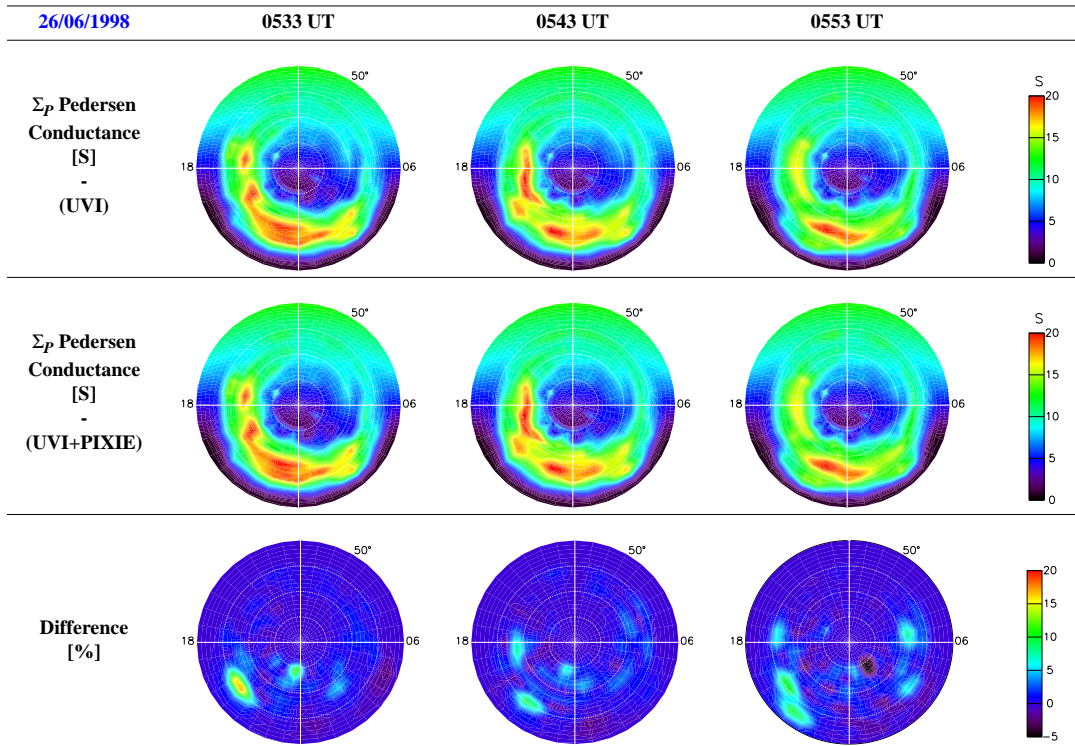 26/06/1998 0533 UT 0543 UT 0553 UT
ΣP Pedersen
Conductance
[S]
-
(UVI)
50° 50° 50°
18 06 18 06 18 06
S
20
15
10
5
0
ΣP Pedersen
Conductance
[S]
-
(UVI+PIXIE)
50° 50° 50°
18 06 18 06 18 06
S
20
15
10
5
0
Difference
[%]
50° 50° 50°
18 06 18 06 18 06
20
15
10
5
0
−5